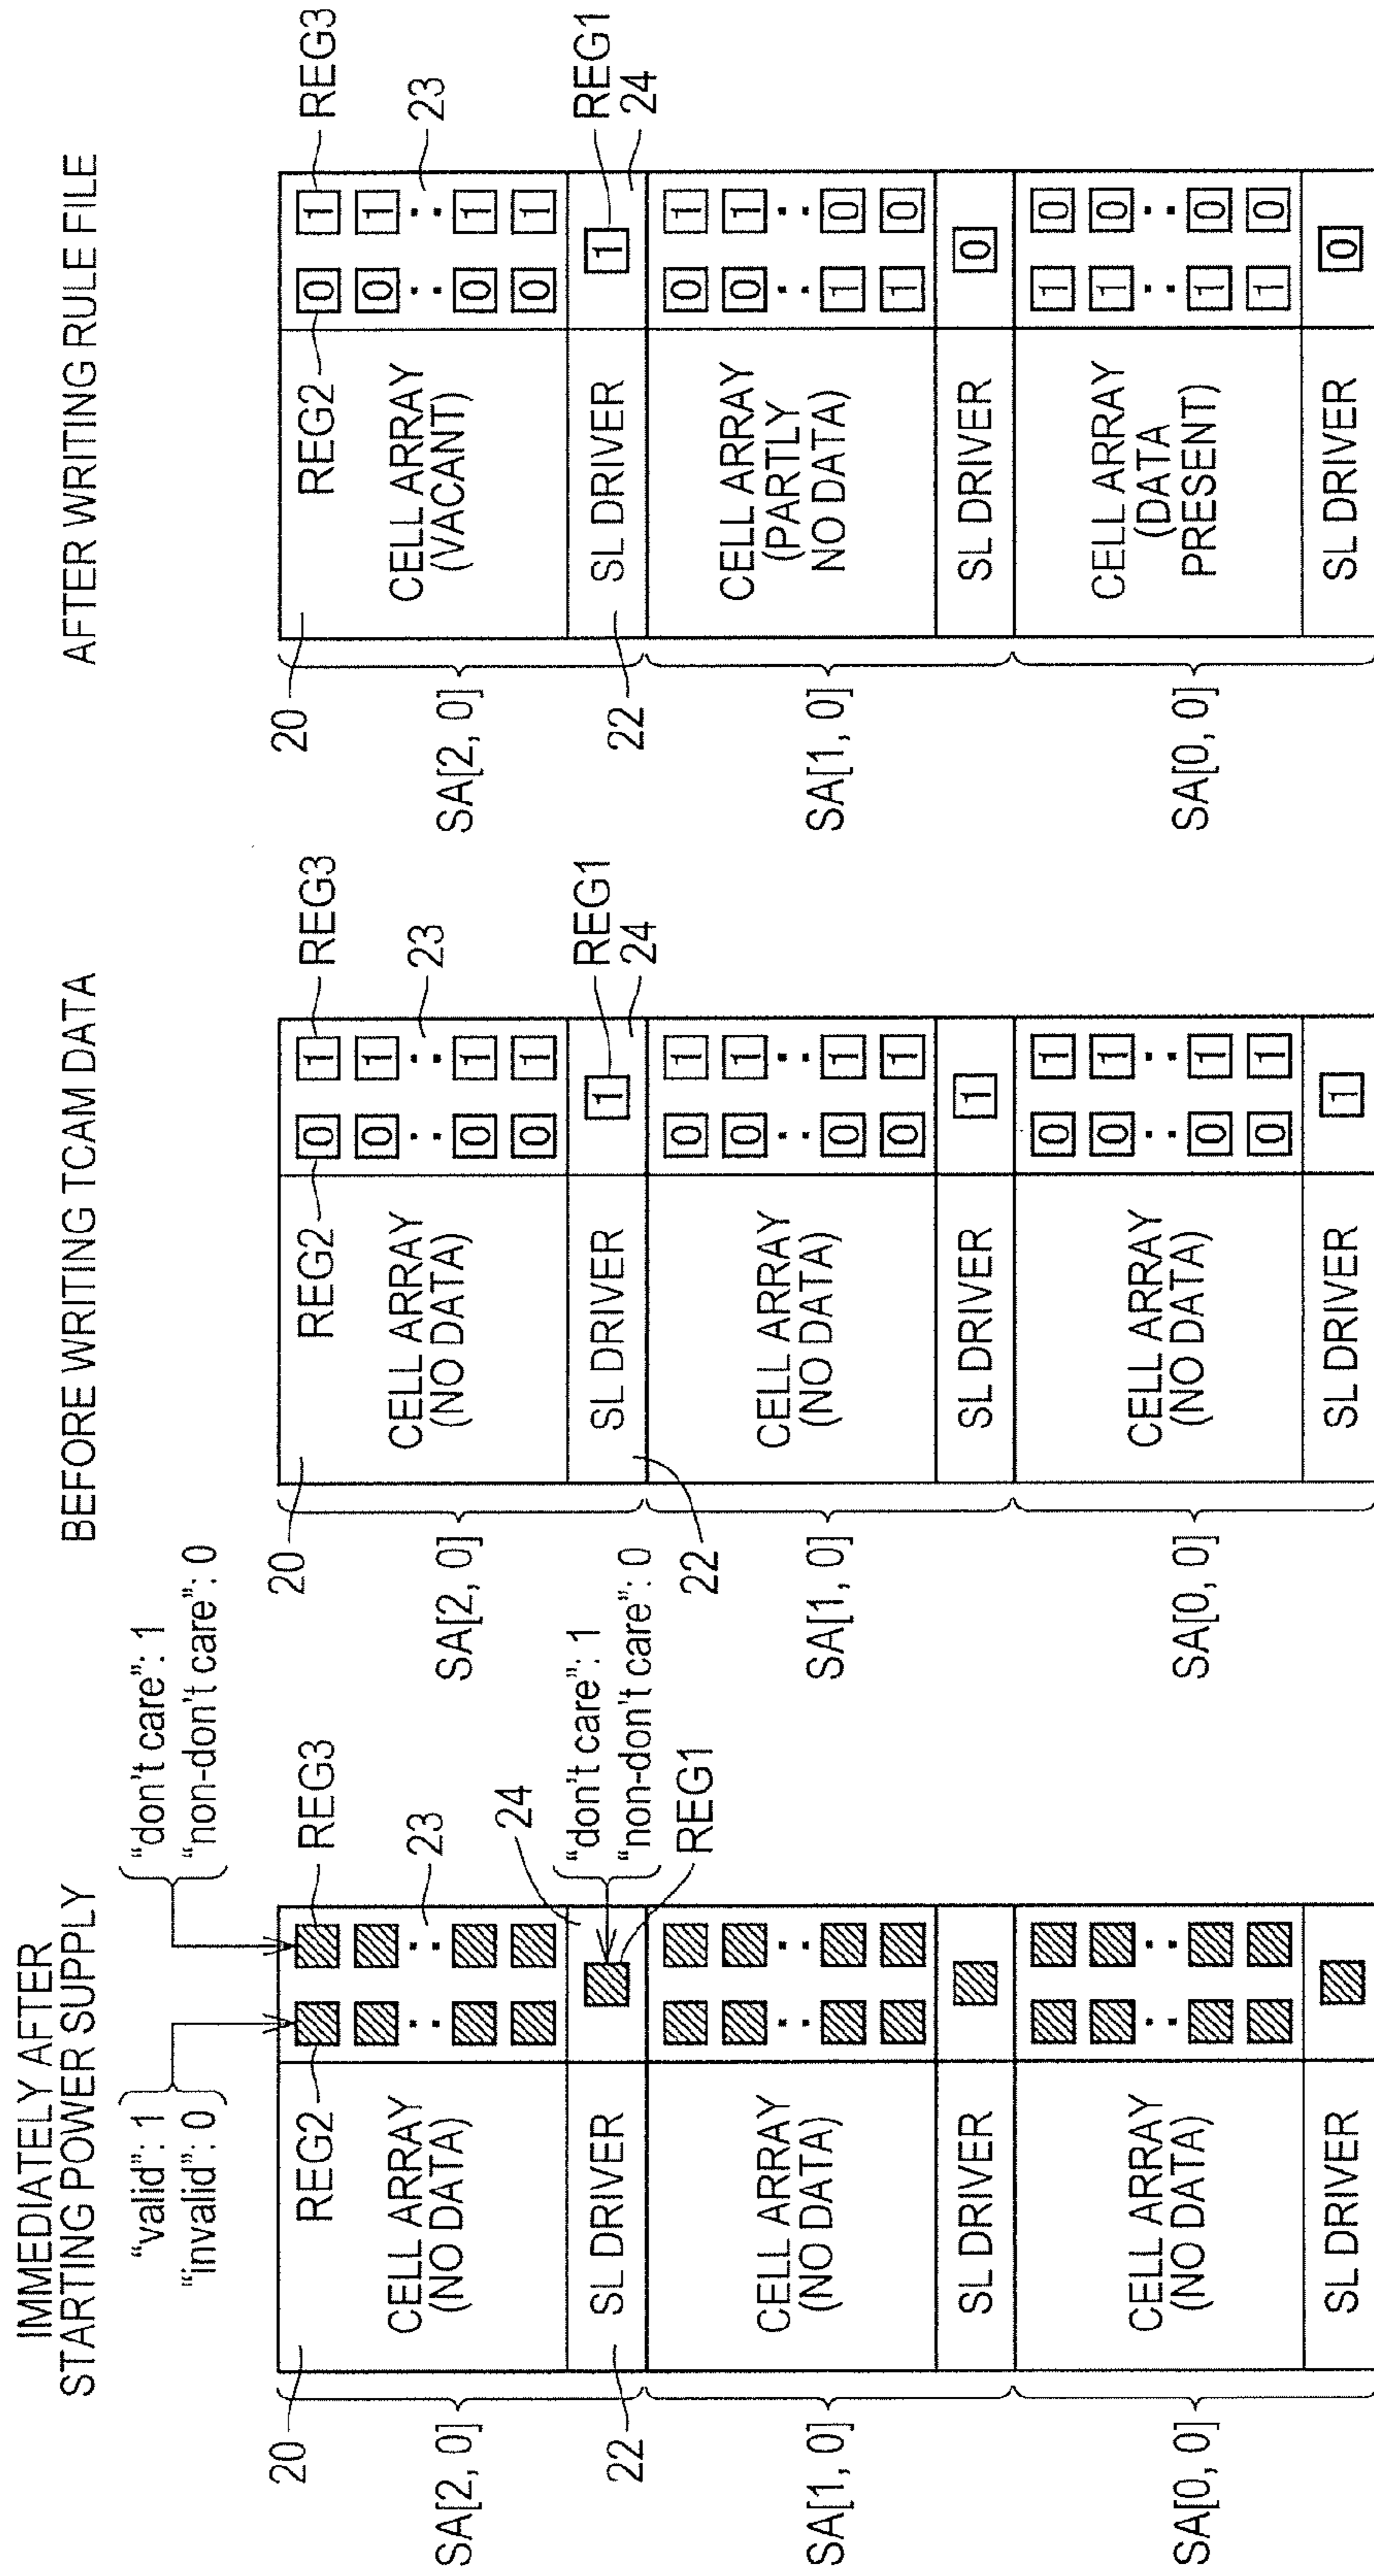 IMMEDIATELY AFTER
STARTING POWER SUPPLY
“valid”: 1
“invalid”: 0
“don't care”: 1
“non-don't care”: 0
REG2
REG3
20
CELL ARRAY
(NO DATA)
23
SA[2, 0]
24
“don't care”: 1
“non-don't care”: 0
SL DRIVER
22
REG1
CELL ARRAY
(NO DATA)
SA[1, 0]
SL DRIVER
CELL ARRAY
(NO DATA)
SA[0, 0]
SL DRIVER
BEFORE WRITING TCAM DATA
20
REG2
0 1
REG3
CELL ARRAY
(NO DATA)
0 1
23
SA[2, 0]
0 1
0 1
SL DRIVER
1
REG1
24
22
CELL ARRAY
(NO DATA)
0 1
0 1
0 1
0 1
SA[1, 0]
SL DRIVER
1
CELL ARRAY
(NO DATA)
0 1
0 1
0 1
0 1
SA[0, 0]
SL DRIVER
1
AFTER WRITING RULE FILE
20
REG2
0 1
REG3
CELL ARRAY
(VACANT)
0 1
23
SA[2, 0]
0 1
0 1
SL DRIVER
1
REG1
24
22
CELL ARRAY
(PARTLY
NO DATA)
0 1
0 1
1 0
1 0
SA[1, 0]
SL DRIVER
0
CELL ARRAY
(DATA
PRESENT)
1 0
1 0
1 0
1 0
SA[0, 0]
SL DRIVER
0